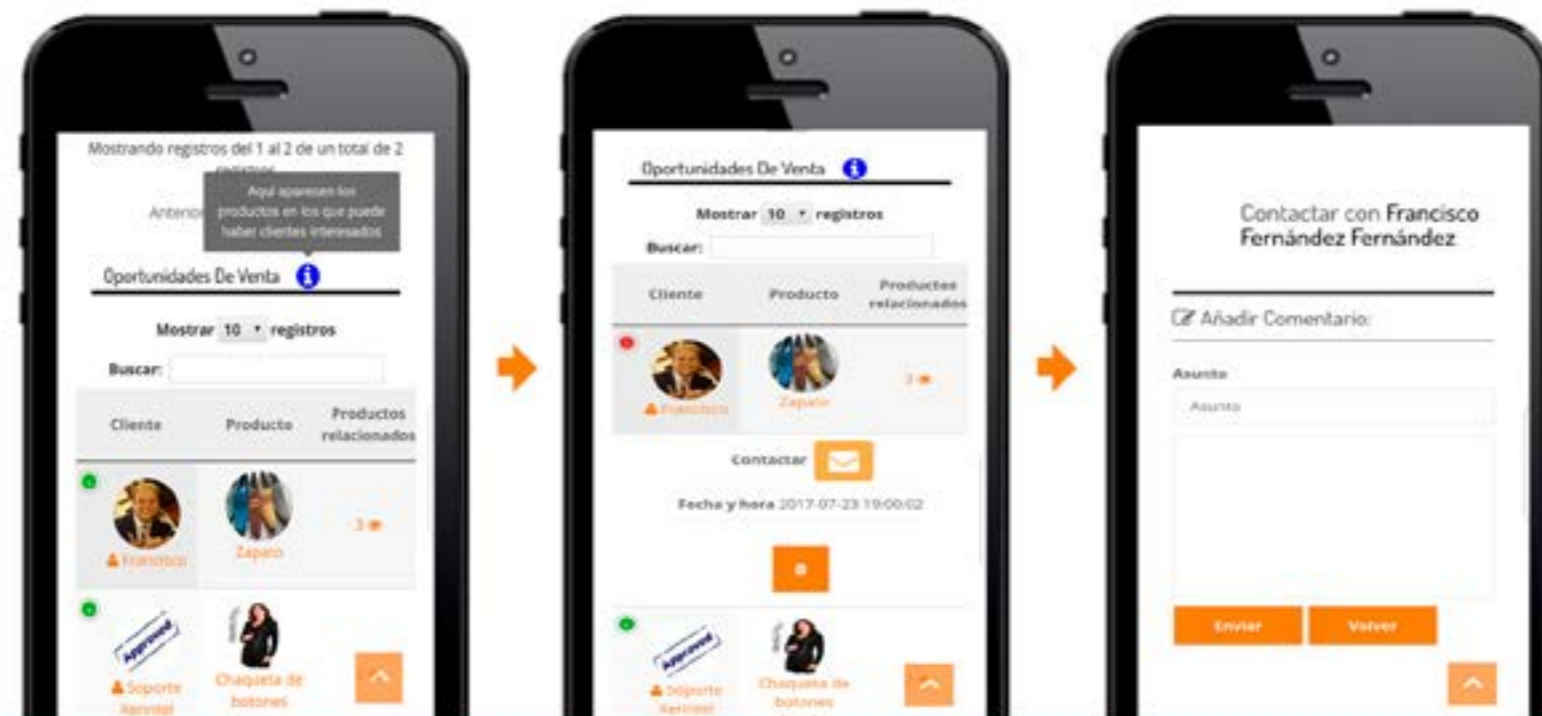 Mostrando registros del 1 al 2 de un total de 2
registros
Aquí aparecen los
productos en los que puede
haber clientes interesados
Anterior
Oportunidades De Venta
Mostrar 10 registros
Buscar:
Cliente Producto Productos
relacionados
Francisco Zapato 3
Approved
Soporte Chaqueta de
botones
Oportunidades De Venta
Mostrar 10 registros
Buscar:
Cliente Producto Productos
relacionados
Francisco Zapato 3
Contactar
Fecha y hora 2017-07-23 19:00:02
Approved
Soporte Chaqueta de
botones
Contactar con Francisco
Fernández Fernández
Añadir Comentario:
Asunto
Asunto
Enviar Volver